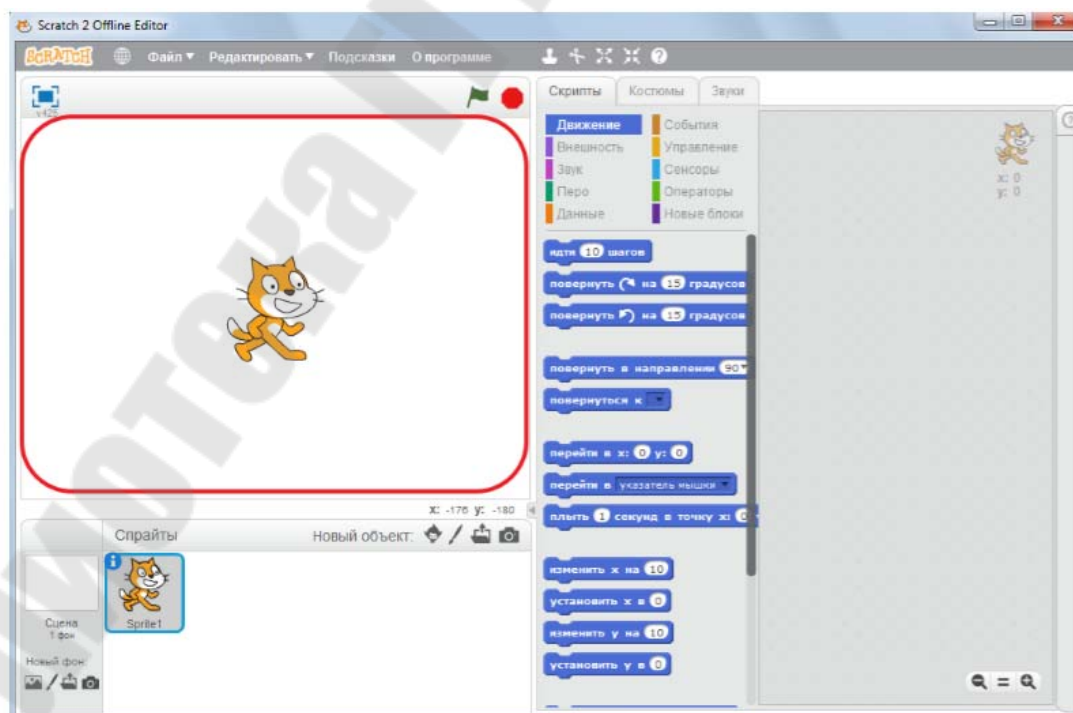 Scratch 2 Offline Editor
SCRATCH Файл Редактировать Подсказки О программе
v425
Скрипты Костюмы Звуки
Движение События
Внешность Управление
Звук Сенсоры
Перо Операторы
Данные Новые блоки
x: 0
y: 0
идти 10 шагов
повернуть на 15 градусов
повернуть на 15 градусов
повернуть в направлении 90
повернуться к
перейти в x: 0 y: 0
перейти в указатель мышки
плыть 1 секунд в точку x: 0
изменить x на 10
установить x в 0
изменить y на 10
установить y в 0
x: -176 y: -180
Спрайты Новый объект:
Sprite1
Сцена
1 фон
Новый фон: